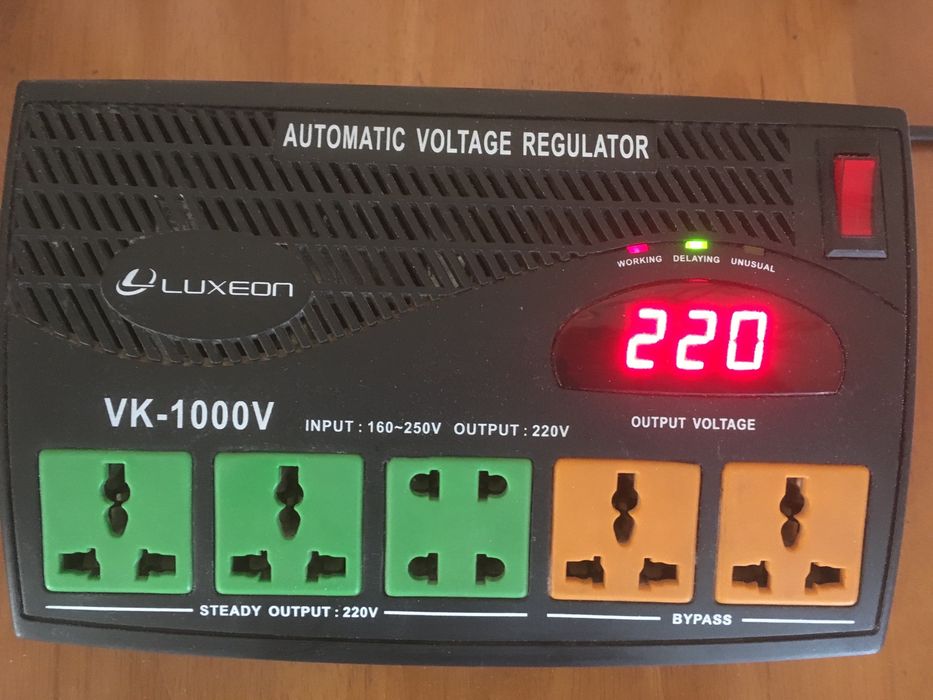 AUTOMATIC VOLTAGE REGULATOR
WORKING DELAYING UNUSUAL
LUXEON
220
VK-1000V
INPUT : 160~250V OUTPUT : 220V
OUTPUT VOLTAGE
STEADY OUTPUT : 220V
BYPASS